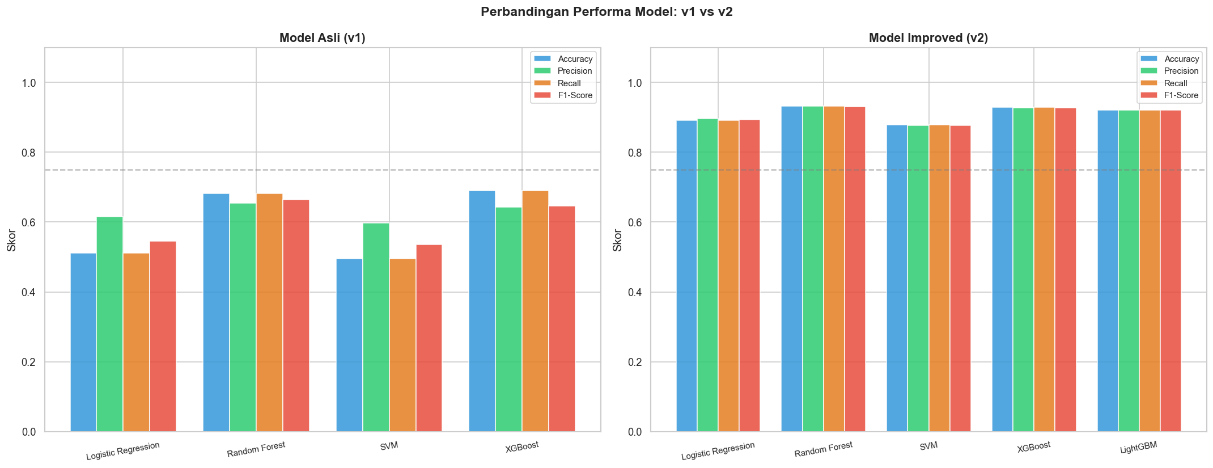 Perbandingan Performa Model: v1 vs v2
Model Asli (v1)
Accuracy
Precision
Recall
F1-Score
1.0
0.8
0.6
0.4
0.2
0.0
Skor
Logistic Regression
Random Forest
SVM
XGBoost
Model Improved (v2)
Accuracy
Precision
Recall
F1-Score
1.0
0.8
0.6
0.4
0.2
0.0
Skor
Logistic Regression
Random Forest
SVM
XGBoost
LightGBM